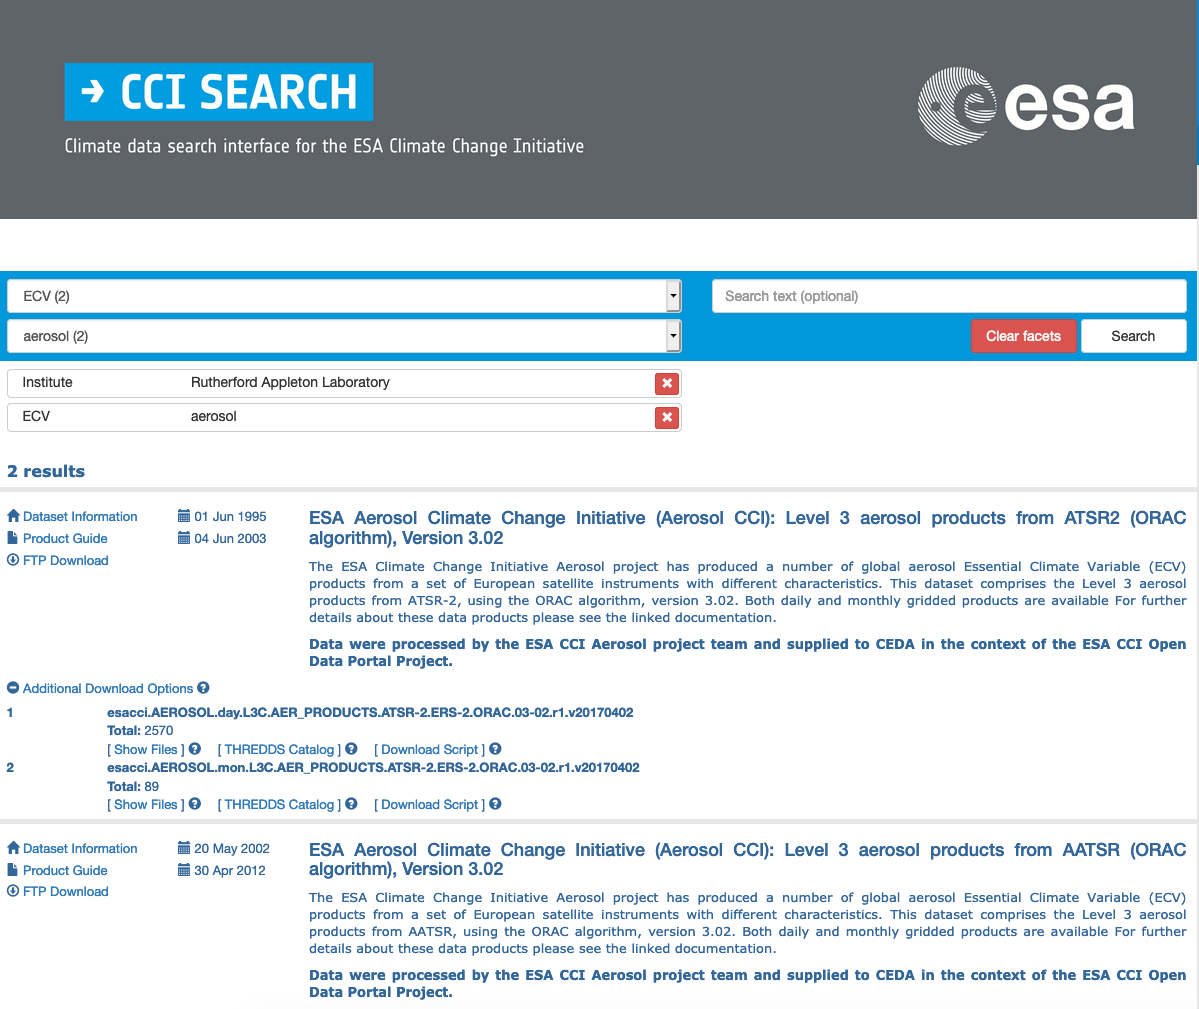 → CCI SEARCH
esa
Climate data search interface for the ESA Climate Change Initiative
ECV (2)
Search text (optional)
aerosol (2)
Clear facets
Search
Institute Rutherford Appleton Laboratory
ECV aerosol
2 results
Dataset Information
Product Guide
FTP Download
01 Jun 1995
04 Jun 2003
ESA Aerosol Climate Change Initiative (Aerosol CCI): Level 3 aerosol products from ATSR2 (ORAC
algorithm), Version 3.02
The ESA Climate Change Initiative Aerosol project has produced a number of global aerosol Essential Climate Variable (ECV)
products from a set of European satellite instruments with different characteristics. This dataset comprises the Level 3 aerosol
products from ATSR-2, using the ORAC algorithm, version 3.02. Both daily and monthly gridded products are available For further
details about these data products please see the linked documentation.
Data were processed by the ESA CCI Aerosol project team and supplied to CEDA in the context of the ESA CCI Open
Data Portal Project.
Additional Download Options
1 esacci.AEROSOL.day.L3C.AER_PRODUCTS.ATSR-2.ERS-2.ORAC.03-02.r1.v20170402
Total: 2570
[ Show Files ] [ THREDDS Catalog ] [ Download Script ]
2 esacci.AEROSOL.mon.L3C.AER_PRODUCTS.ATSR-2.ERS-2.ORAC.03-02.r1.v20170402
Total: 89
[ Show Files ] [ THREDDS Catalog ] [ Download Script ]
Dataset Information
Product Guide
FTP Download
20 May 2002
30 Apr 2012
ESA Aerosol Climate Change Initiative (Aerosol CCI): Level 3 aerosol products from AATSR (ORAC
algorithm), Version 3.02
The ESA Climate Change Initiative Aerosol project has produced a number of global aerosol Essential Climate Variable (ECV)
products from a set of European satellite instruments with different characteristics. This dataset comprises the Level 3 aerosol
products from AATSR, using the ORAC algorithm, version 3.02. Both daily and monthly gridded products are available For further
details about these data products please see the linked documentation.
Data were processed by the ESA CCI Aerosol project team and supplied to CEDA in the context of the ESA CCI Open
Data Portal Project.